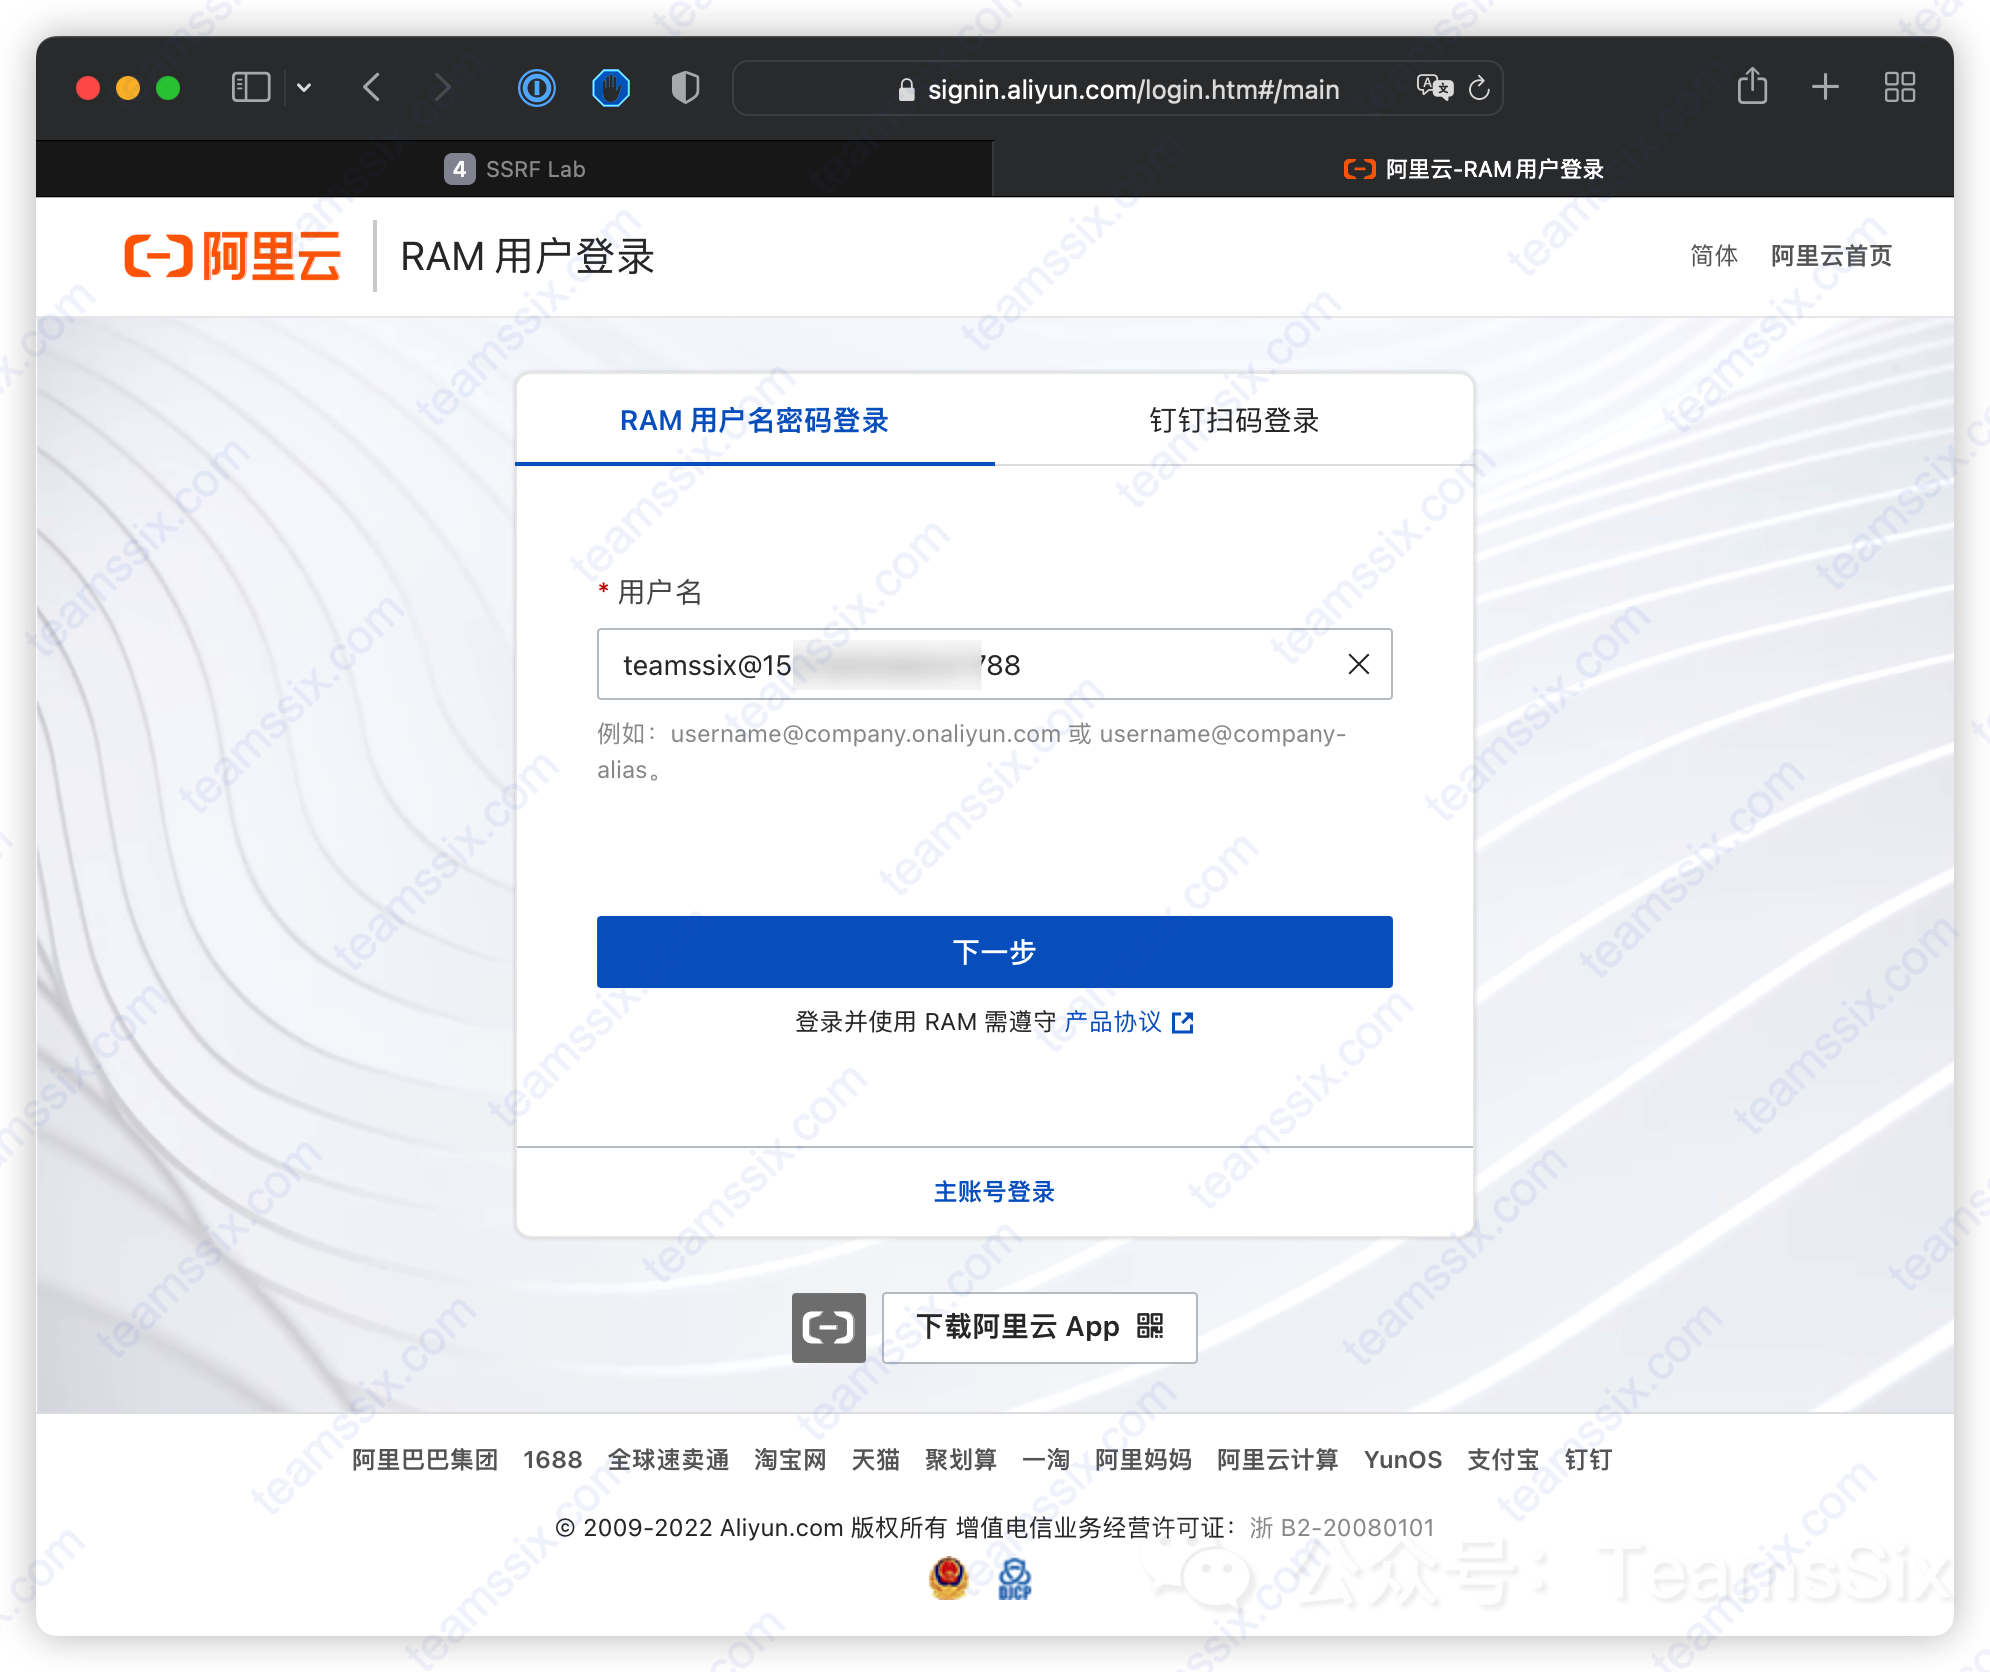 signin.aliyun.com/login.htm#/main
4 SSRF Lab
阿里云-RAM 用户登录
阿里云
RAM 用户登录
简体 阿里云首页
RAM 用户名密码登录
钉钉扫码登录
* 用户名
teamssix@15 788
例如：username@company.onaliyun.com 或 username@company-
alias。
下一步
登录并使用 RAM 需遵守 产品协议
主账号登录
下载阿里云 App
阿里巴巴集团 1688 全球速卖通 淘宝网 天猫 聚划算 一淘 阿里妈妈 阿里云计算 YunOS 支付宝 钉钉
© 2009-2022 Aliyun.com 版权所有 增值电信业务经营许可证：浙 B2-20080101
DJCP
公众号：TeamsSix
teamssix.com